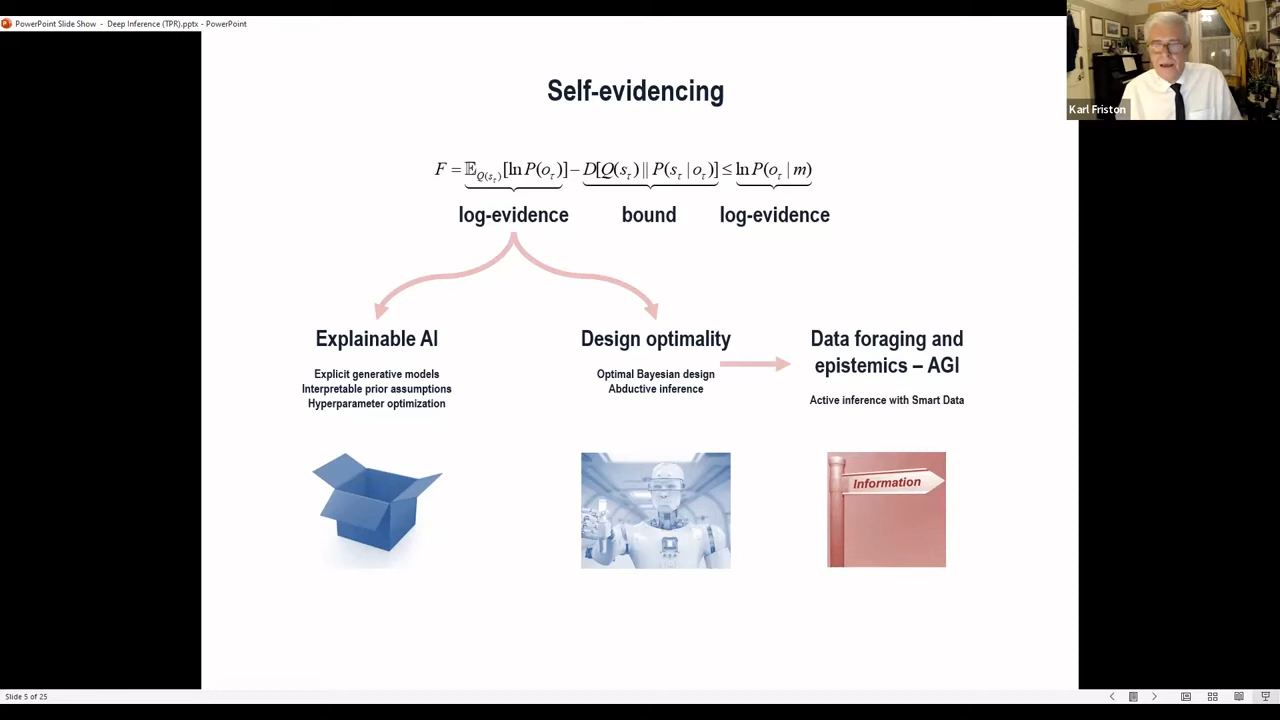 PowerPoint Slide Show - Deep Inference (TPR).pptx - PowerPoint
Karl Friston
Self-evidencing
F = 𝔼_{Q(s_τ)}[ln P(o_τ)] − D[Q(s_τ) || P(s_τ | o_τ)] ≤ ln P(o_τ | m)
log-evidence bound log-evidence
Explainable AI
Explicit generative models
Interpretable prior assumptions
Hyperparameter optimization
Design optimality
Optimal Bayesian design
Abductive inference
Data foraging and
epistemics – AGI
Active inference with Smart Data
Information
Slide 5 of 25